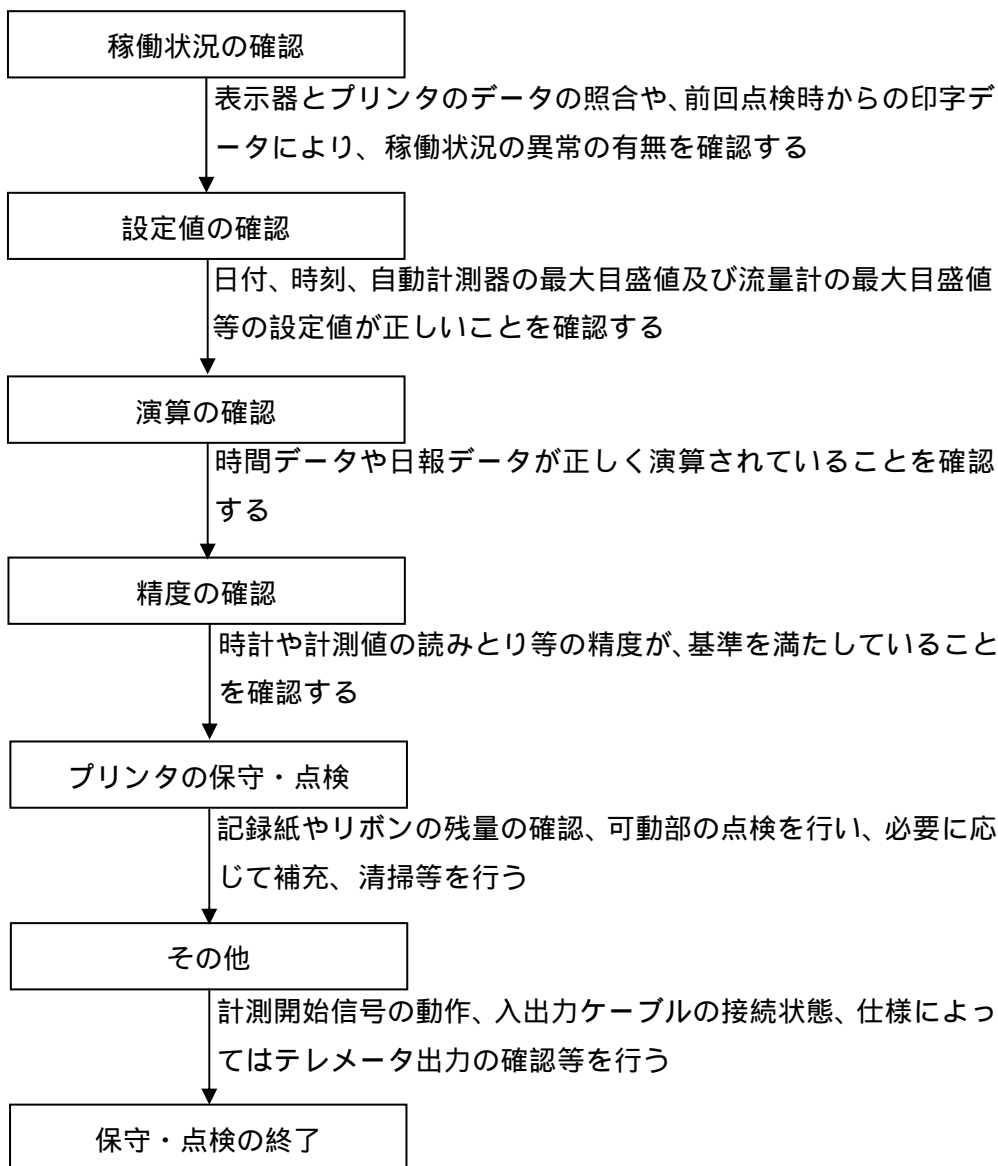 稼働状況の確認
表示器とプリンタのデータの照合や、前回点検時からの印字デ
ータにより、稼働状況の異常の有無を確認する
設定値の確認
日付、時刻、自動計測器の最大目盛値及び流量計の最大目盛値
等の設定値が正しいことを確認する
演算の確認
時間データや日報データが正しく演算されていることを確認
する
精度の確認
時計や計測値の読みとり等の精度が、基準を満たしていること
を確認する
プリンタの保守・点検
記録紙やリボンの残量の確認、可動部の点検を行い、必要に応
じて補充、清掃等を行う
その他
計測開始信号の動作、入出力ケーブルの接続状態、仕様によっ
てはテレメータ出力の確認等を行う
保守・点検の終了